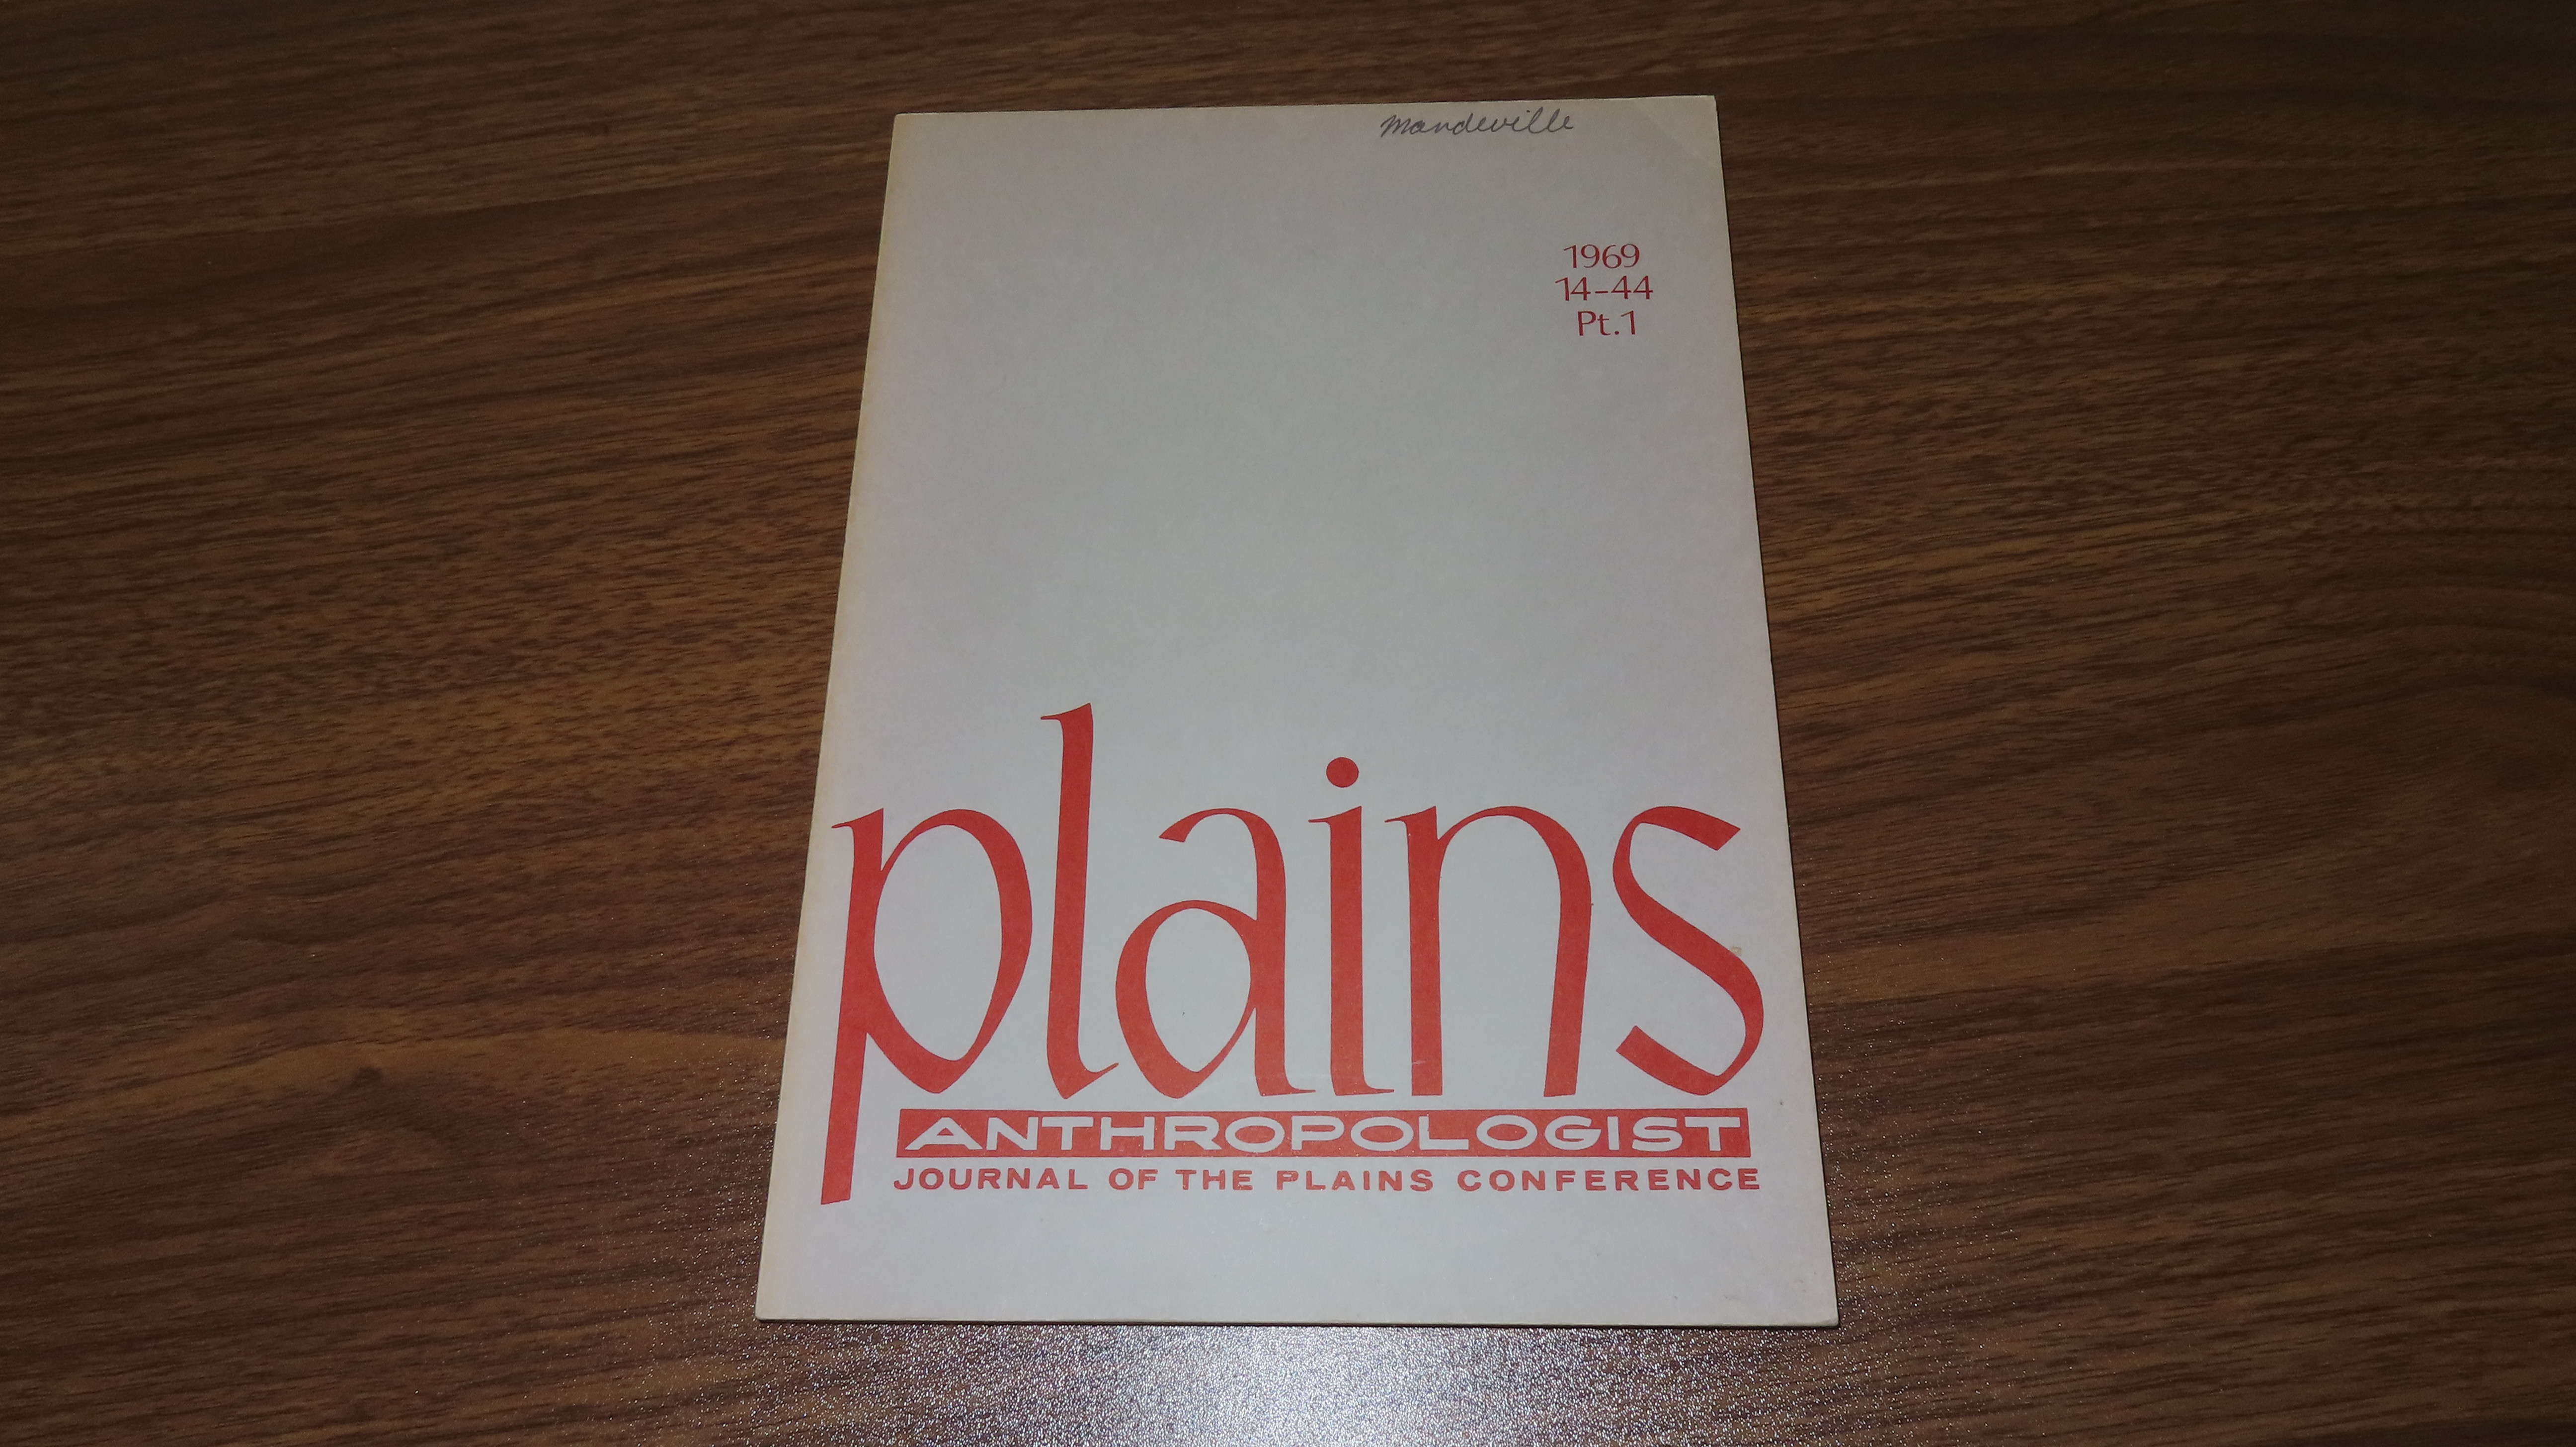 Mandeville
1969
14-44
Pt.1
plains
ANTHROPOLOGIST
JOURNAL OF THE PLAINS CONFERENCE